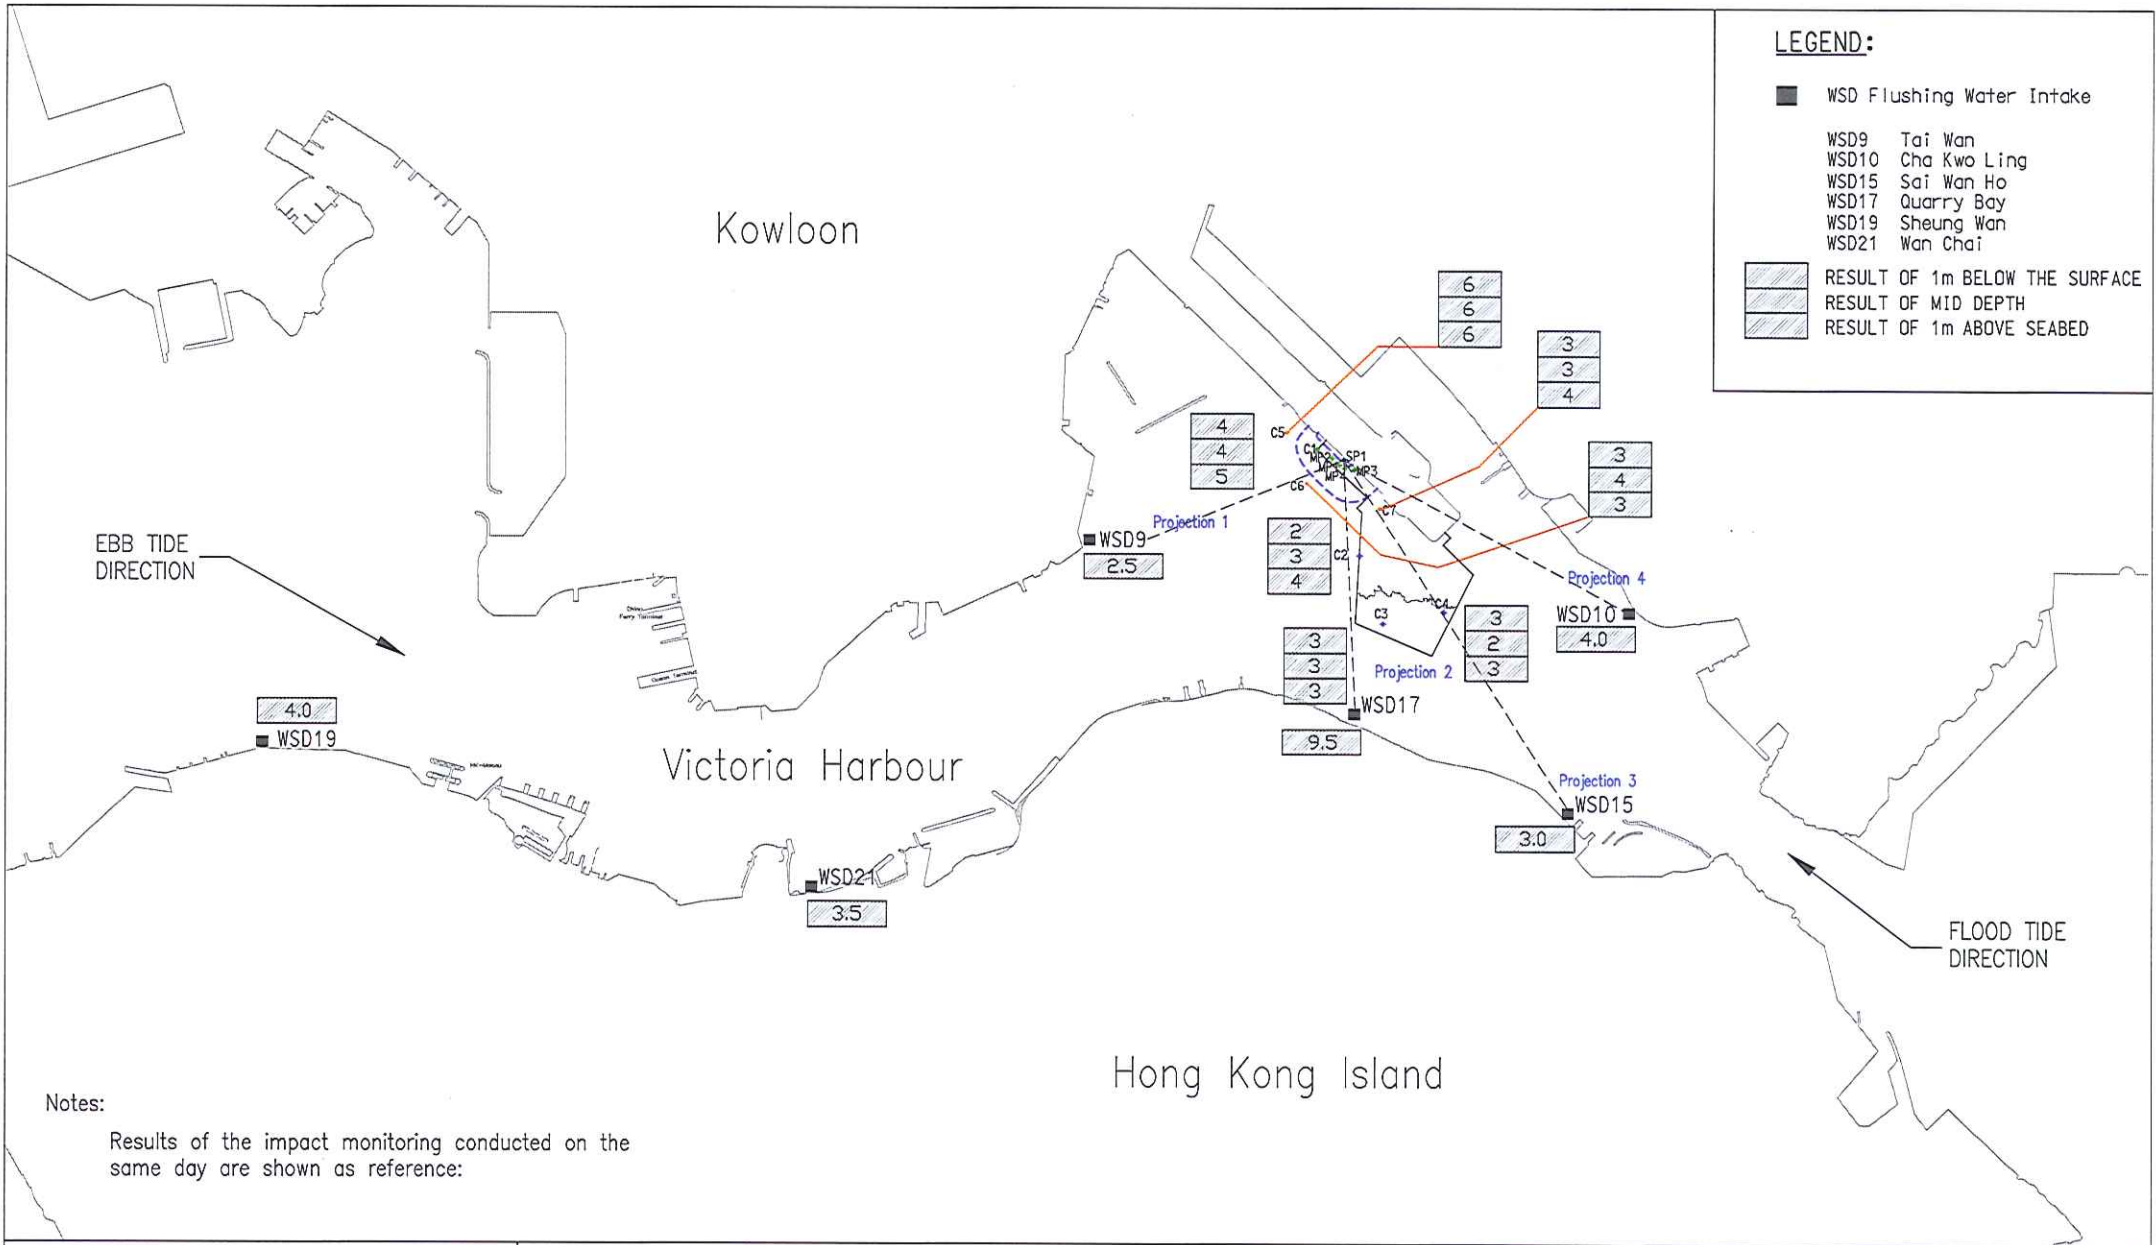 LEGEND:
WSD Flushing Water Intake
WSD9 Tai Wan
WSD10 Cha Kwo Ling
WSD15 Sai Wan Ho
WSD17 Quarry Bay
WSD19 Sheung Wan
WSD21 Wan Chai
RESULT OF 1m BELOW THE SURFACE
RESULT OF MID DEPTH
RESULT OF 1m ABOVE SEABED
Kowloon
6
6
6
3
3
4
4
4
5
3
4
3
C5
C1
MP2
SP1
MP3
C6
C7
Projection 1
WSD9
2.5
2
3
4
C2
EBB TIDE
DIRECTION
Projection 4
WSD10
4.0
C3
C4
3
2
3
3
3
3
Projection 2
Ferry Terminal
Ocean Terminal
WSD17
9.5
4.0
WSD19
Victoria Harbour
Projection 3
WSD15
3.0
WSD21
3.5
FLOOD TIDE
DIRECTION
Hong Kong Island
Notes:
Results of the impact monitoring conducted on the
same day are shown as reference: